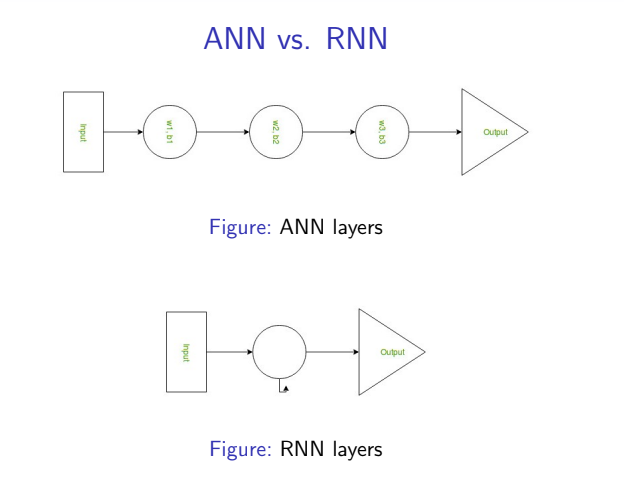 ANN vs. RNN
Input
w1, b1
w2, b2
w3, b3
Output
Figure: ANN layers
Input
Output
Figure: RNN layers